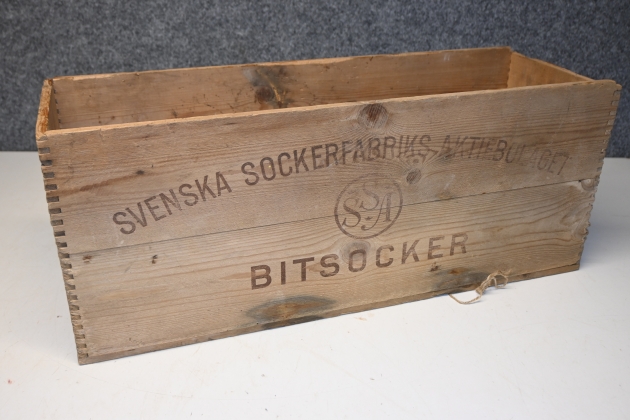 SVENSKA SOCKERFABRIKS-AKTIEBOLAGET
SSA
BITSOCKER